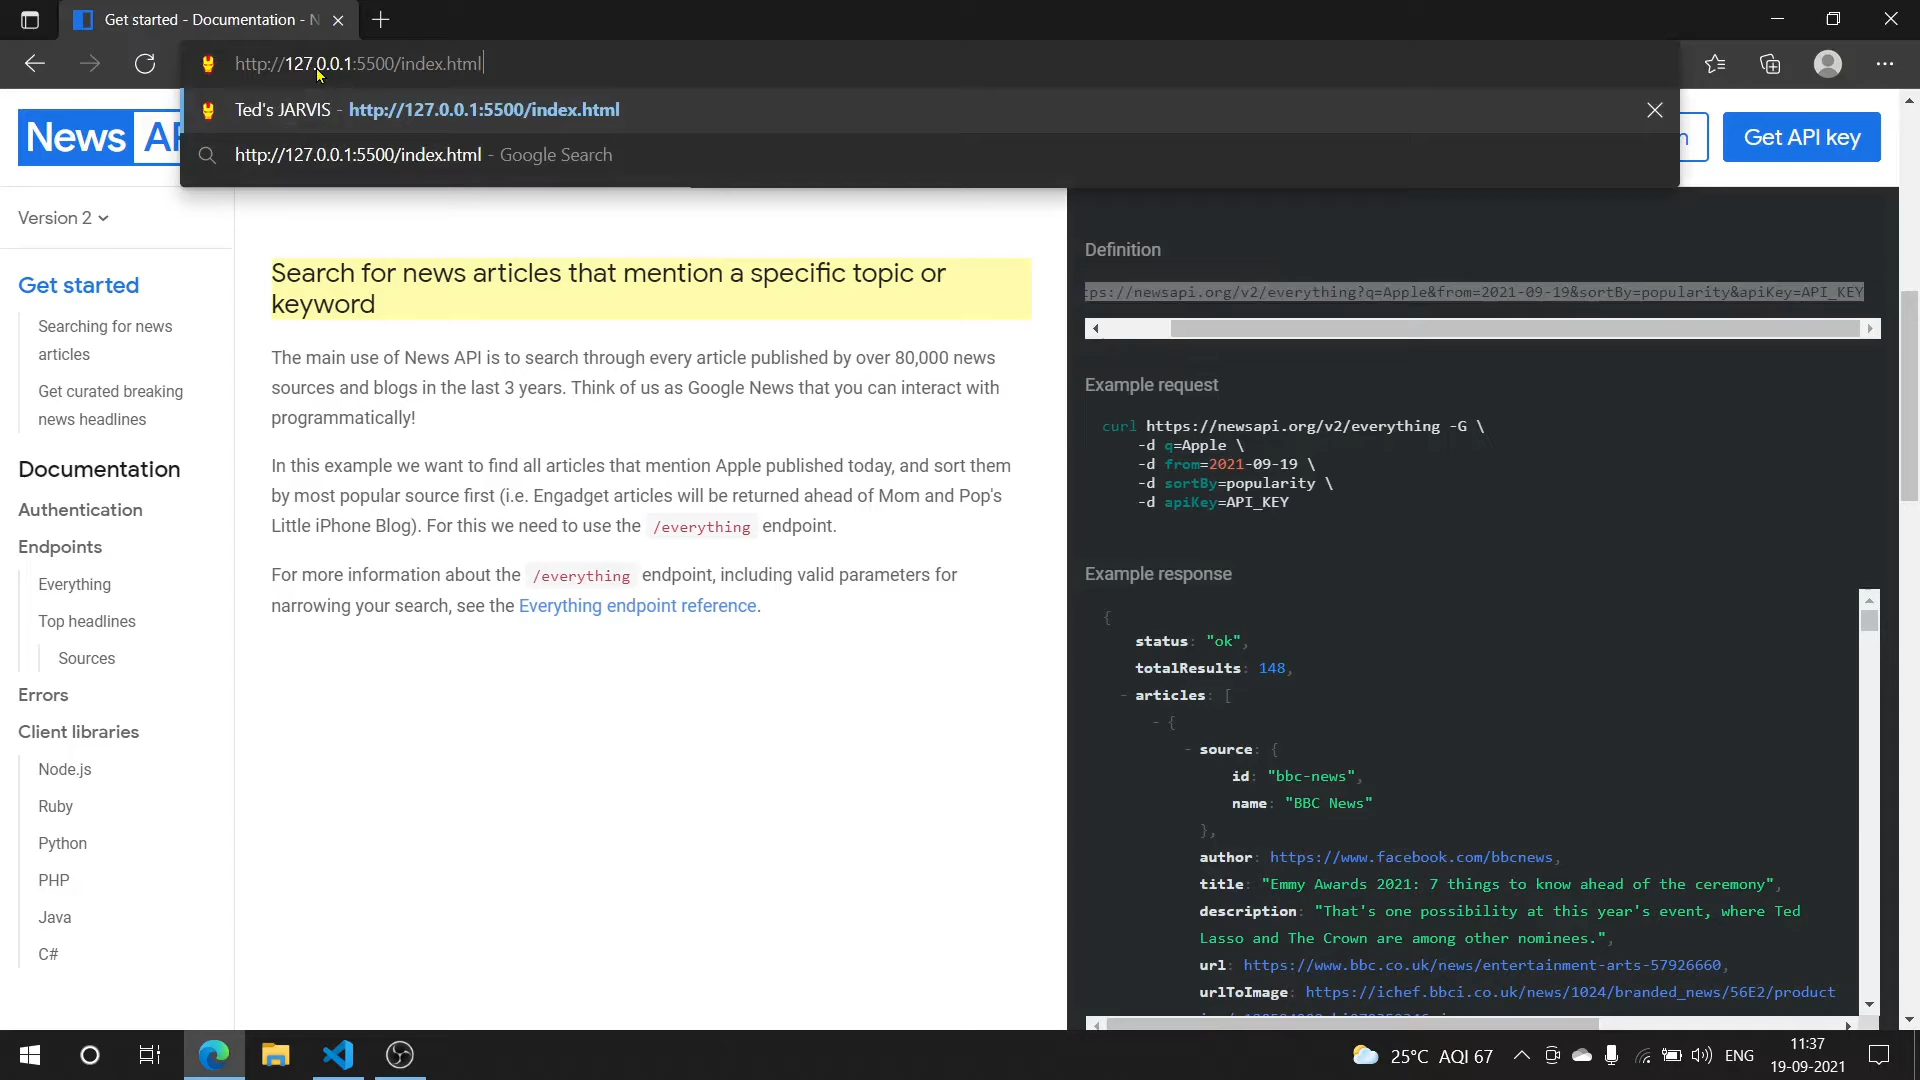 Get started - Documentation - N
http://127.0.0.1:5500/index.html
Ted's JARVIS - http://127.0.0.1:5500/index.html
http://127.0.0.1:5500/index.html - Google Search
News
Get API key
Version 2
Get started
Searching for news
articles
Get curated breaking
news headlines
Documentation
Authentication
Endpoints
Everything
Top headlines
Sources
Errors
Client libraries
Node.js
Ruby
Python
PHP
Java
C#
Search for news articles that mention a specific topic or
keyword
The main use of News API is to search through every article published by over 80,000 news
sources and blogs in the last 3 years. Think of us as Google News that you can interact with
programmatically!
In this example we want to find all articles that mention Apple published today, and sort them
by most popular source first (i.e. Engadget articles will be returned ahead of Mom and Pop's
Little iPhone Blog). For this we need to use the /everything endpoint.
For more information about the /everything endpoint, including valid parameters for
narrowing your search, see the Everything endpoint reference.
Definition
ps://newsapi.org/v2/everything?q=Apple&from=2021-09-19&sortBy=popularity&apiKey=API_KEY
Example request
curl https://newsapi.org/v2/everything -G \
-d q=Apple \
-d from=2021-09-19 \
-d sortBy=popularity \
-d apiKey=API_KEY
Example response
{
status: "ok",
totalResults: 148,
- articles: [
- {
- source: {
id: "bbc-news",
name: "BBC News"
},
author: https://www.facebook.com/bbcnews,
title: "Emmy Awards 2021: 7 things to know ahead of the ceremony",
description: "That's one possibility at this year's event, where Ted
Lasso and The Crown are among other nominees.",
url: https://www.bbc.co.uk/news/entertainment-arts-57926660,
urlToImage: https://ichef.bbci.co.uk/news/1024/branded_news/56E2/product
25°C AQI 67
ENG
11:37
19-09-2021